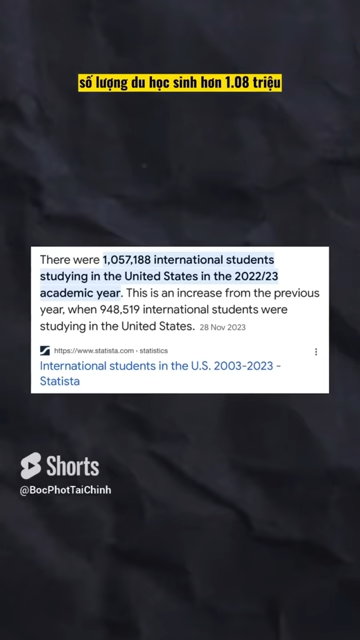 số lượng du học sinh hơn 1.08 triệu
There were 1,057,188 international students
studying in the United States in the 2022/23
academic year. This is an increase from the previous
year, when 948,519 international students were
studying in the United States. 28 Nov 2023
https://www.statista.com › statistics
International students in the U.S. 2003-2023 -
Statista
Shorts
@BocPhotTaiChinh